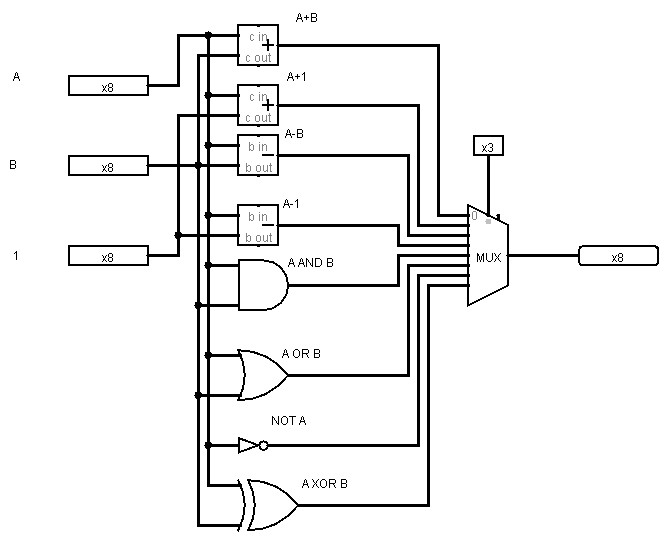 A+B
c in
+
c out
A+1
A
x8
c in
+
c out
A-B
b in
−
b out
x3
B
x8
A-1
b in
−
b out
0
1
x8
A AND B
MUX
x8
A OR B
NOT A
A XOR B